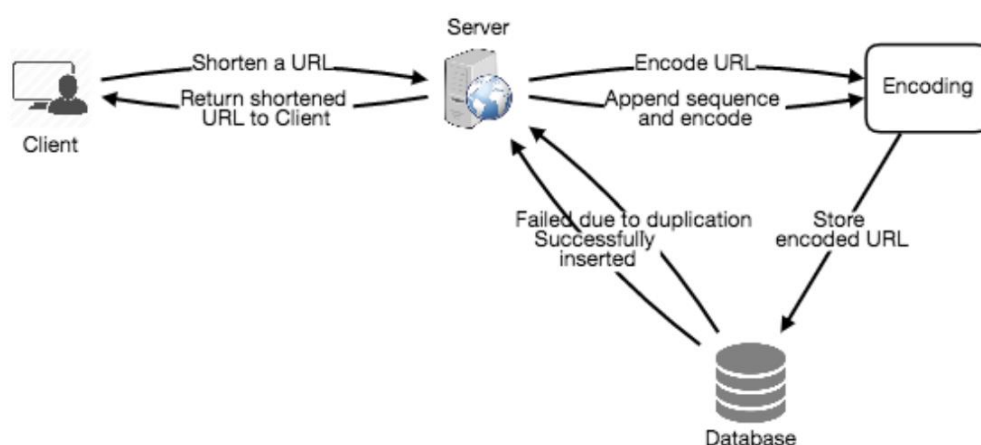 Server
Shorten a URL
Return shortened
URL to Client
Client
Encode URL
Append sequence
and encode
Encoding
Failed due to duplication
Successfully
inserted
Store
encoded URL
Database